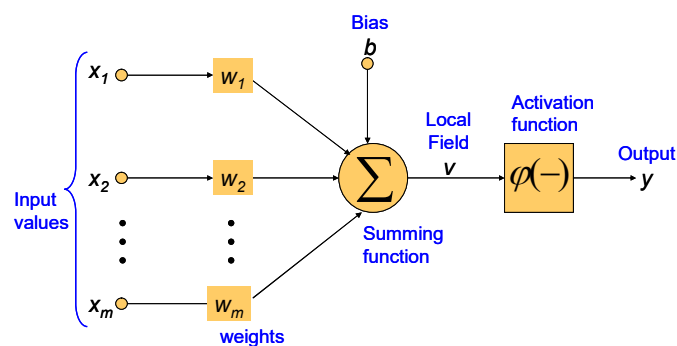 Bias
b
x1
w1
Local
Field
v
Activation
function
φ(−)
Output
y
x2
w2
∑
Input
values
Summing
function
xm
wm
weights